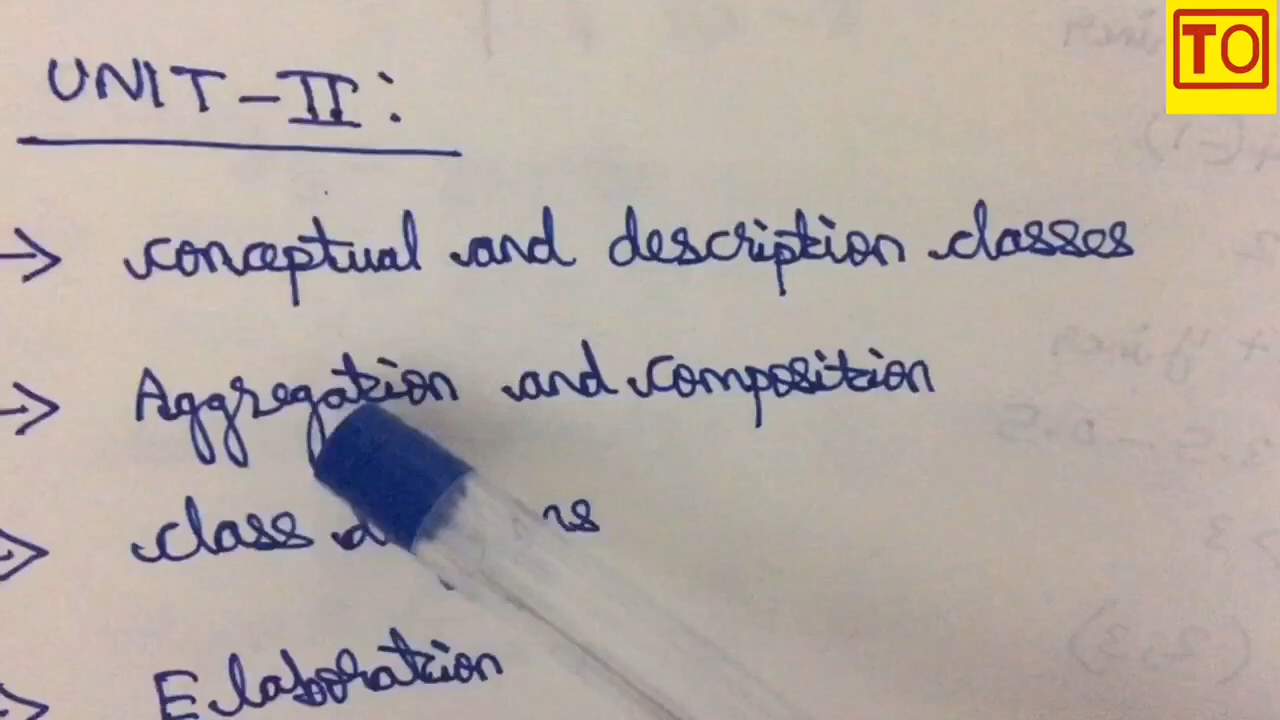 TO
UNIT-II:
→ conceptual and description classes
→ Aggregation and composition
→ class
→ Elaboration